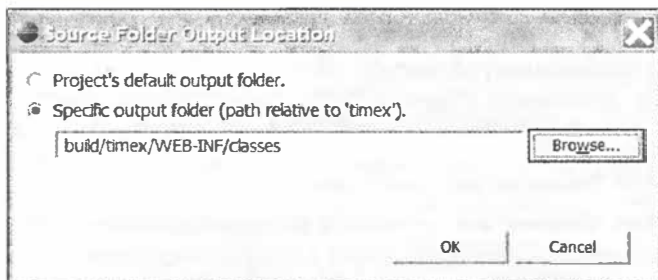 Source Folder Output Location
Project's default output folder.
Specific output folder (path relative to 'timex').
build/timex/WEB-INF/classes
Browse...
OK
Cancel